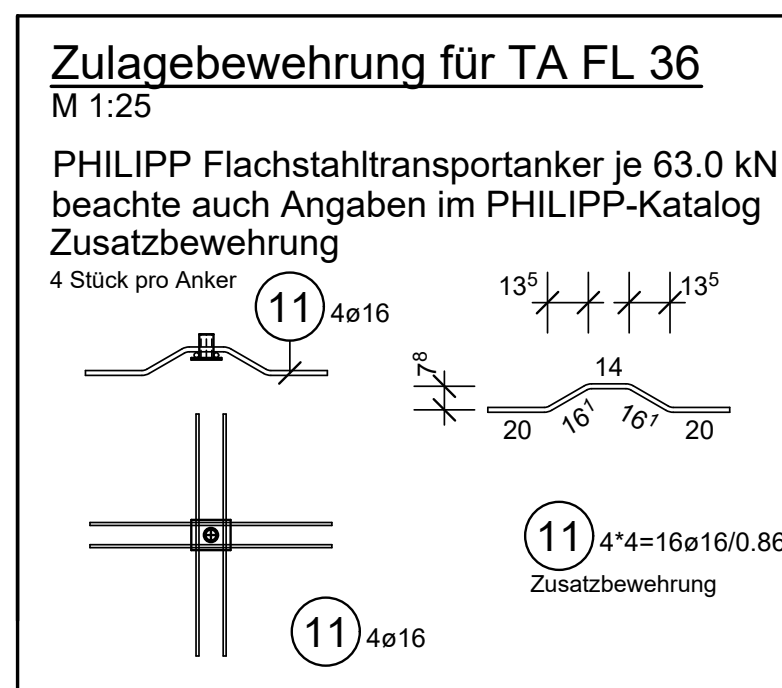 Zulagebewehrung für TA FL 36
M 1:25
PHILIPP Flachstahltransportanker je 63.0 kN
beachte auch Angaben im PHILIPP-Katalog
Zusatzbewehrung
4 Stück pro Anker
11 4ø16
13⁵ 13⁵
7⁸
14
20 16¹ 16¹ 20
11 4*4=16ø16/0.86
Zusatzbewehrung
11 4ø16